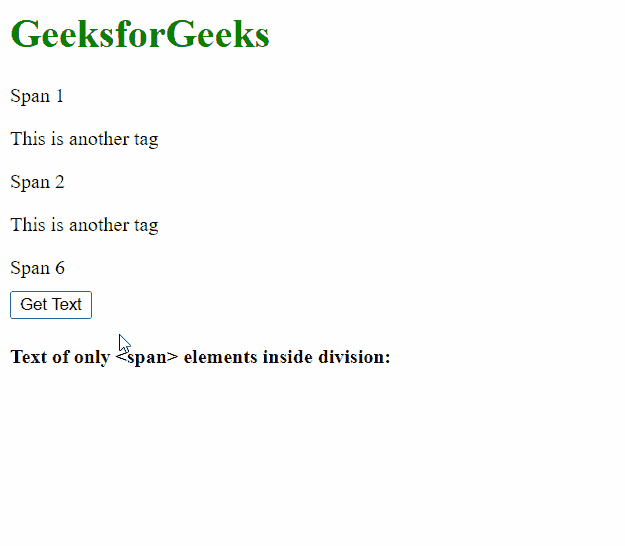 GeeksforGeeks
Span 1
This is another tag
Span 2
This is another tag
Span 6
Get Text
Text of only <span> elements inside division: